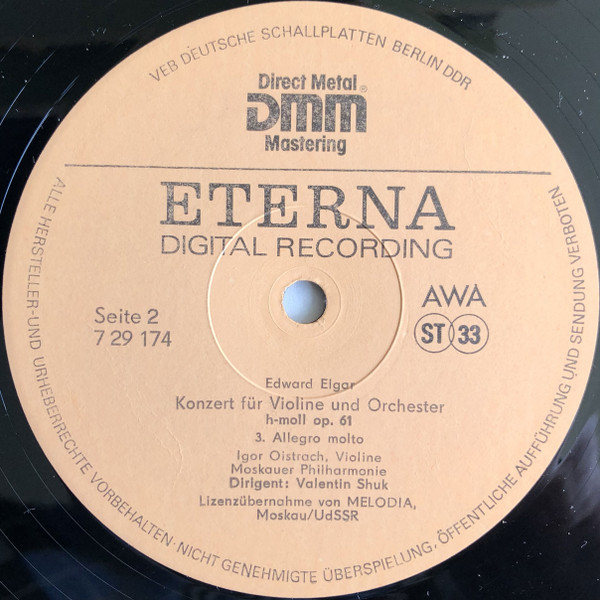 VEB DEUTSCHE SCHALLPLATTEN BERLIN DDR
Direct Metal
DMM®
Mastering
ETERNA
DIGITAL RECORDING
Seite 2
7 29 174
AWA
ST 33
Edward Elgar
Konzert für Violine und Orchester
h-moll op. 61
3. Allegro molto
Igor Oistrach, Violine
Moskauer Philharmonie
Dirigent: Valentin Shuk
Lizenzübernahme von MELODIA,
Moskau/UdSSR
ALLE HERSTELLER-UND URHEBERRECHTE VORBEHALTEN·NICHT GENEHMIGTE ÜBERSPIELUNG, ÖFFENTLICHE AUFFÜHRUNG UND SENDUNG VERBOTEN